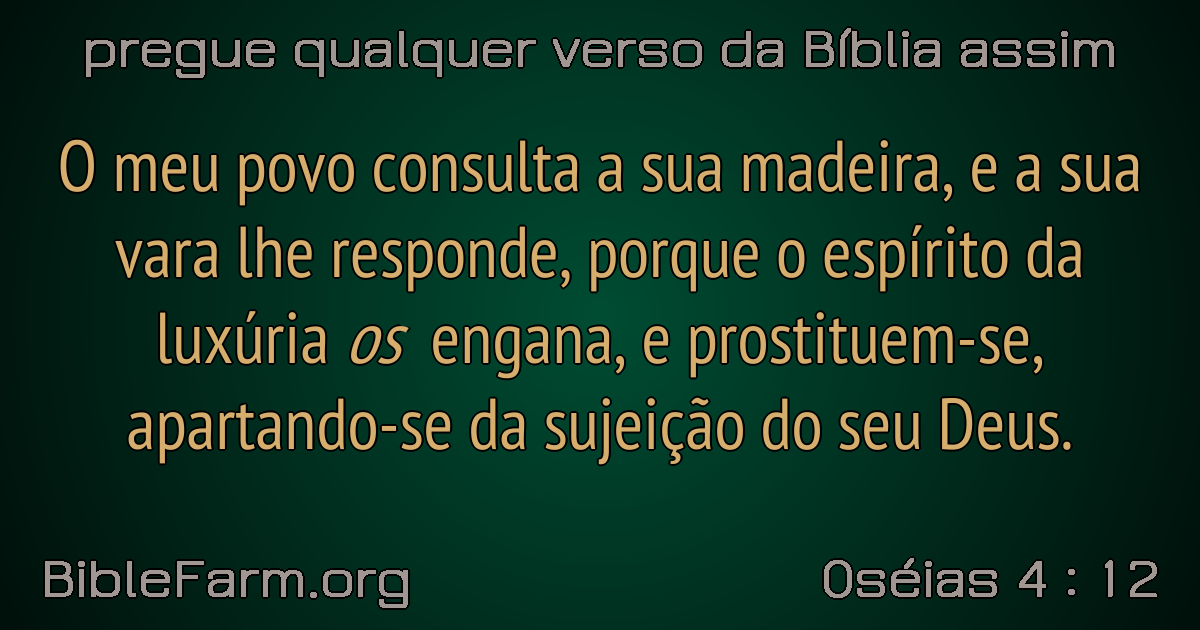 pregue qualquer verso da Bíblia assim
O meu povo consulta a sua madeira, e a sua
vara lhe responde, porque o espírito da
luxúria os engana, e prostituem-se,
apartando-se da sujeição do seu Deus.
BibleFarm.org
Oséias 4 : 12